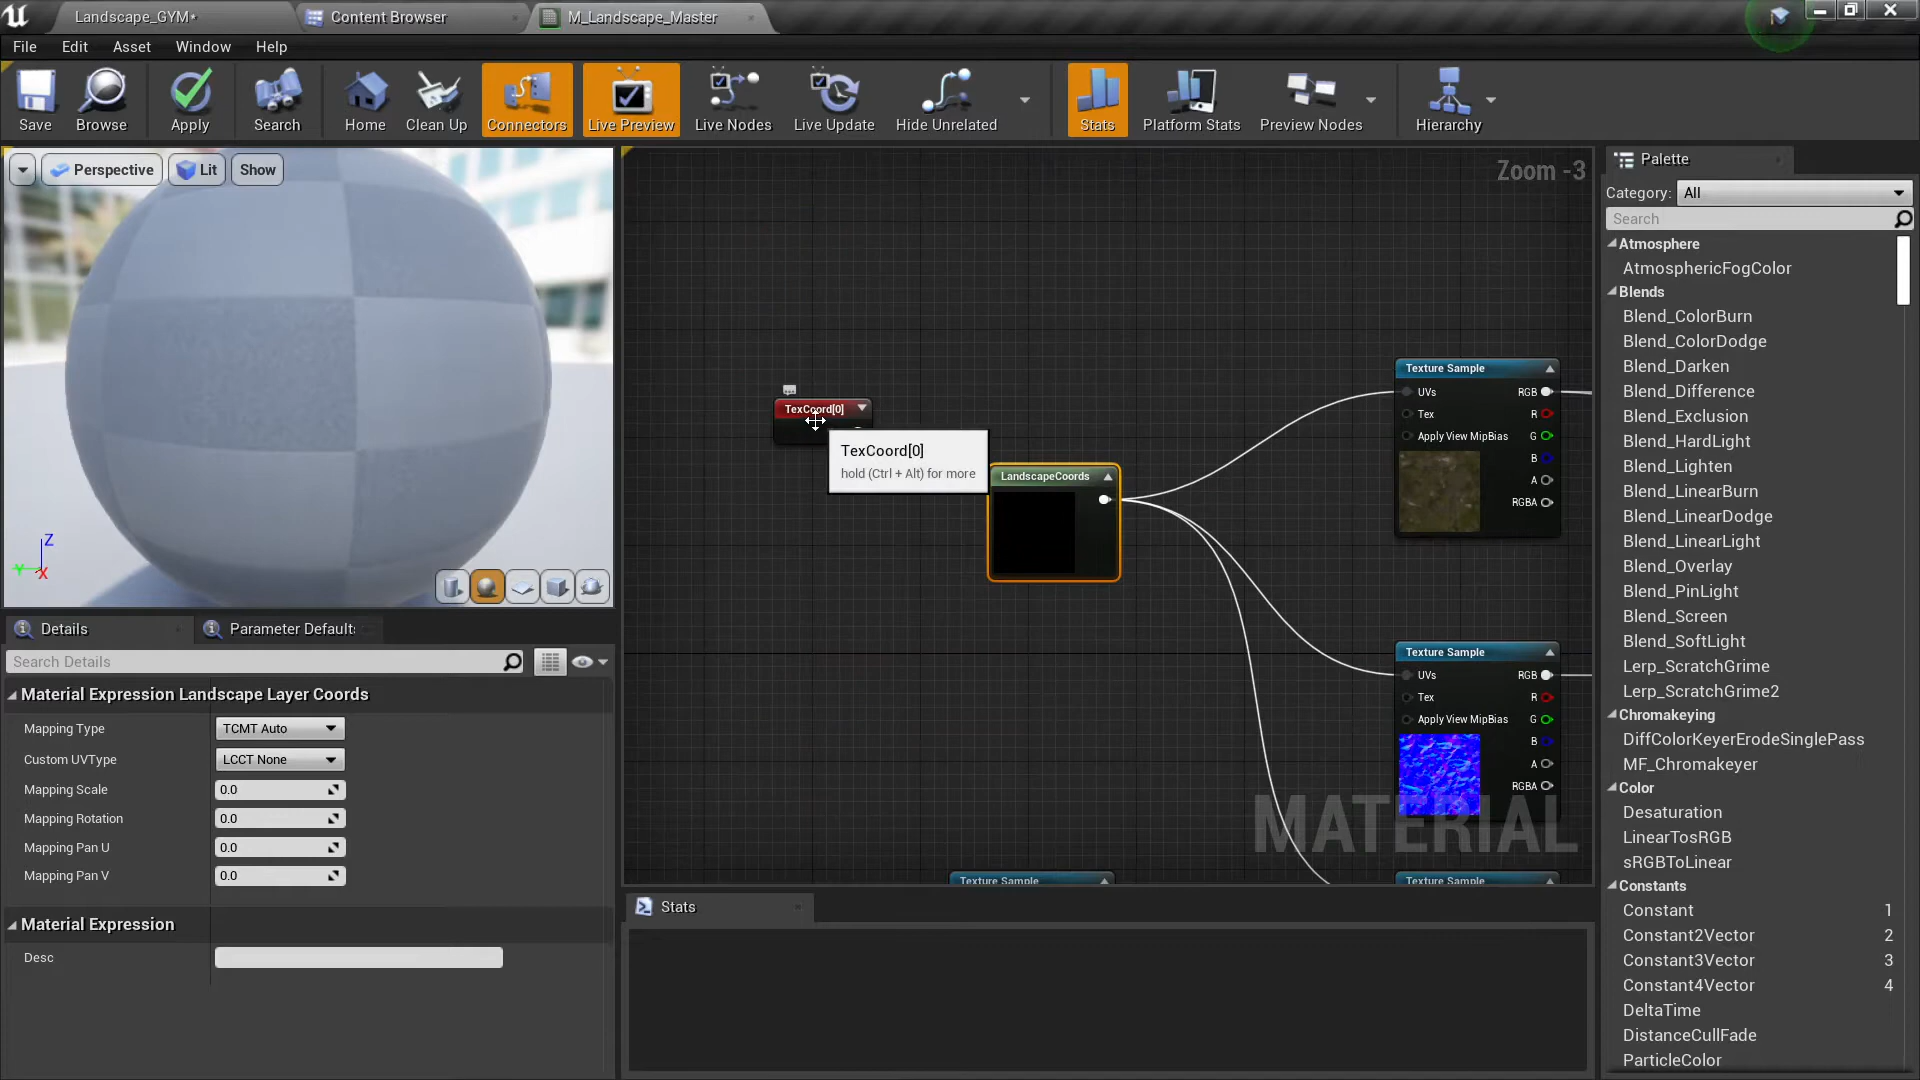 Landscape_GYM*
Content Browser
M_Landscape_Master
File
Edit
Asset
Window
Help
Save
Browse
Apply
Search
Home
Clean Up
Connectors
Live Preview
Live Nodes
Live Update
Hide Unrelated
Stats
Platform Stats
Preview Nodes
Hierarchy
Perspective
Lit
Show
Z
Y
X
Zoom -3
TexCoord[0]
TexCoord[0]
hold (Ctrl + Alt) for more
LandscapeCoords
Texture Sample
UVs
RGB
Tex
R
Apply View MipBias
G
B
A
RGBA
Texture Sample
UVs
RGB
Tex
R
Apply View MipBias
G
B
A
RGBA
MATERIAL
Texture Sample
Texture Sample
Palette
Category:
All
Search
Atmosphere
AtmosphericFogColor
Blends
Blend_ColorBurn
Blend_ColorDodge
Blend_Darken
Blend_Difference
Blend_Exclusion
Blend_HardLight
Blend_Lighten
Blend_LinearBurn
Blend_LinearDodge
Blend_LinearLight
Blend_Overlay
Blend_PinLight
Blend_Screen
Blend_SoftLight
Lerp_ScratchGrime
Lerp_ScratchGrime2
Chromakeying
DiffColorKeyerErodeSinglePass
MF_Chromakeyer
Color
Desaturation
LinearTosRGB
sRGBToLinear
Constants
Constant 1
Constant2Vector 2
Constant3Vector 3
Constant4Vector 4
DeltaTime
DistanceCullFade
ParticleColor
Details
Parameter Default
Search Details
Material Expression Landscape Layer Coords
Mapping Type
TCMT Auto
Custom UVType
LCCT None
Mapping Scale
0.0
Mapping Rotation
0.0
Mapping Pan U
0.0
Mapping Pan V
0.0
Material Expression
Desc
Stats